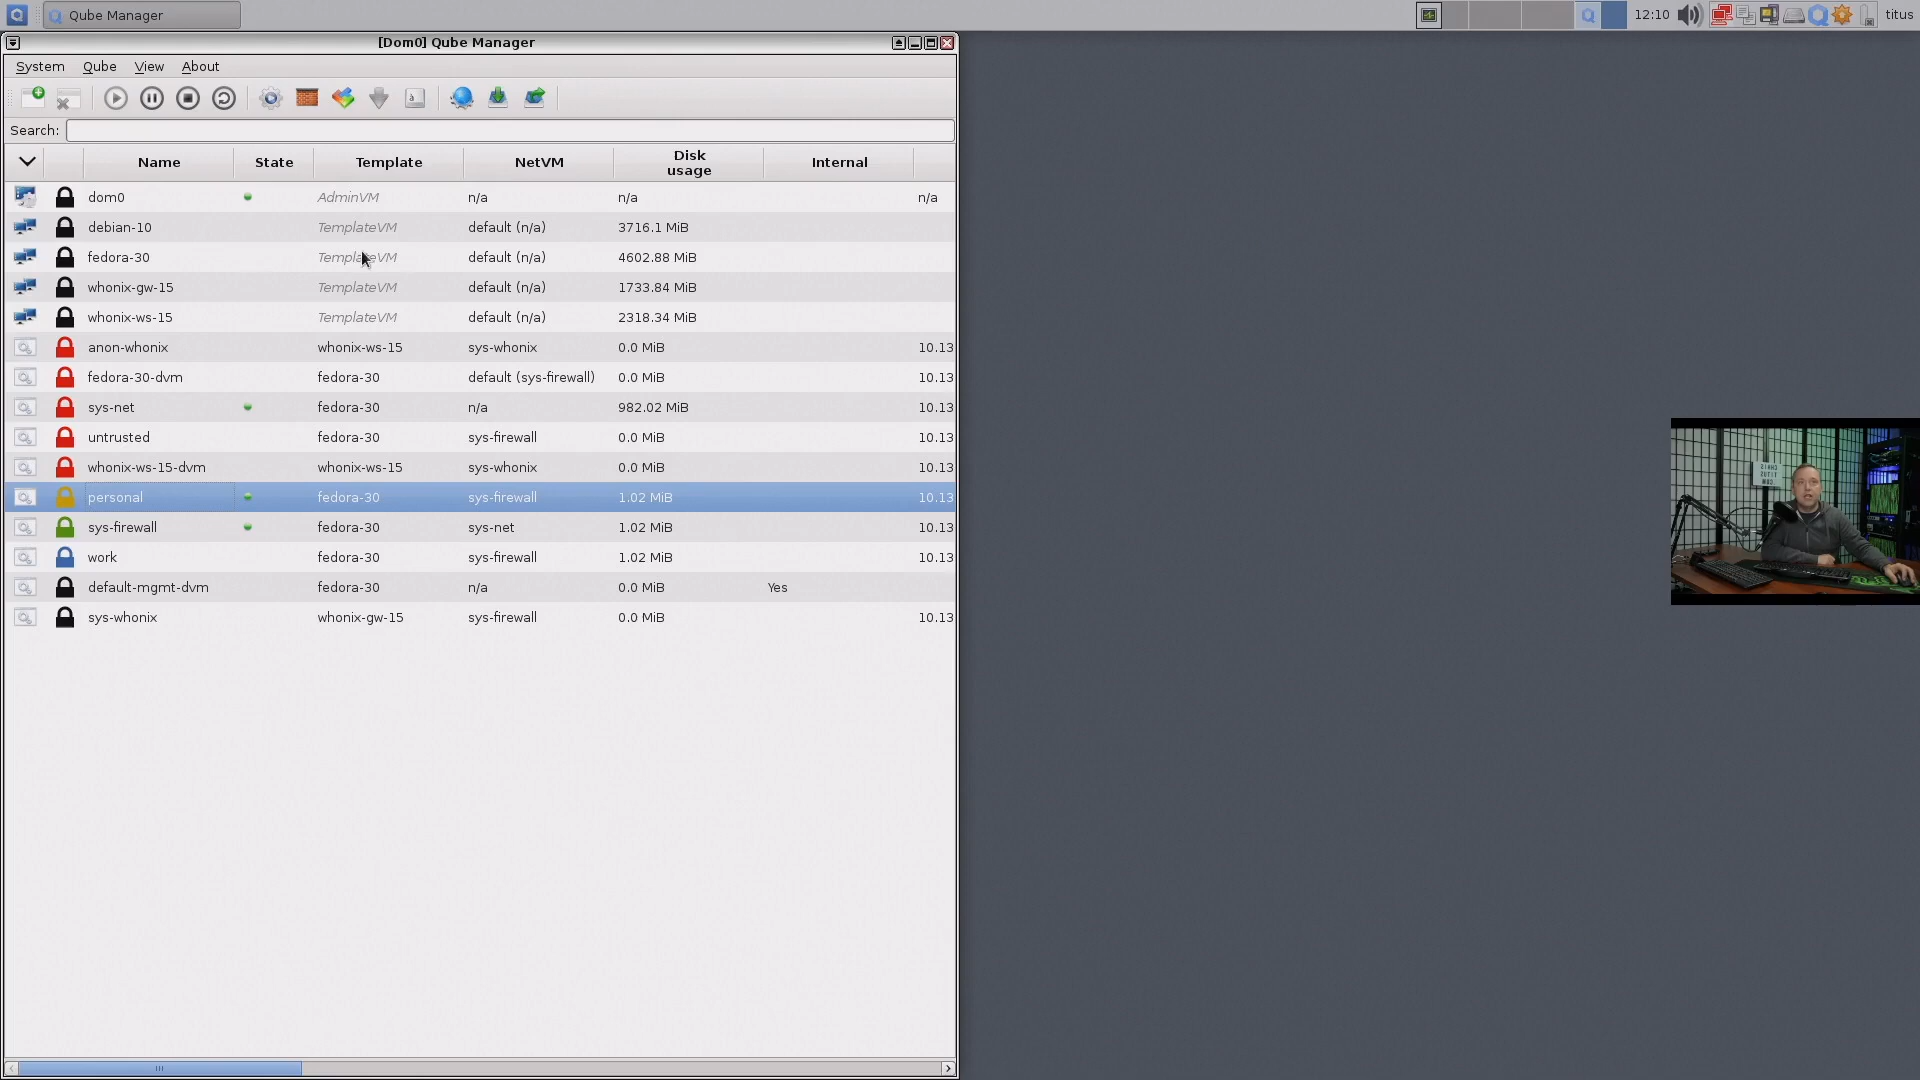 Qube Manager 12:10 titus
[Dom0] Qube Manager
System Qube View About
Search:
Name State Template NetVM Disk usage Internal
dom0 AdminVM n/a n/a n/a
debian-10 TemplateVM default (n/a) 3716.1 MiB
fedora-30 TemplateVM default (n/a) 4602.88 MiB
whonix-gw-15 TemplateVM default (n/a) 1733.84 MiB
whonix-ws-15 TemplateVM default (n/a) 2318.34 MiB
anon-whonix whonix-ws-15 sys-whonix 0.0 MiB 10.13
fedora-30-dvm fedora-30 default (sys-firewall) 0.0 MiB 10.13
sys-net fedora-30 n/a 982.02 MiB 10.13
untrusted fedora-30 sys-firewall 0.0 MiB 10.13
whonix-ws-15-dvm whonix-ws-15 sys-whonix 0.0 MiB 10.13
personal fedora-30 sys-firewall 1.02 MiB 10.13
sys-firewall fedora-30 sys-net 1.02 MiB 10.13
work fedora-30 sys-firewall 1.02 MiB 10.13
default-mgmt-dvm fedora-30 n/a 0.0 MiB Yes
sys-whonix whonix-gw-15 sys-firewall 0.0 MiB 10.13
CHRIS
TITUS
COM